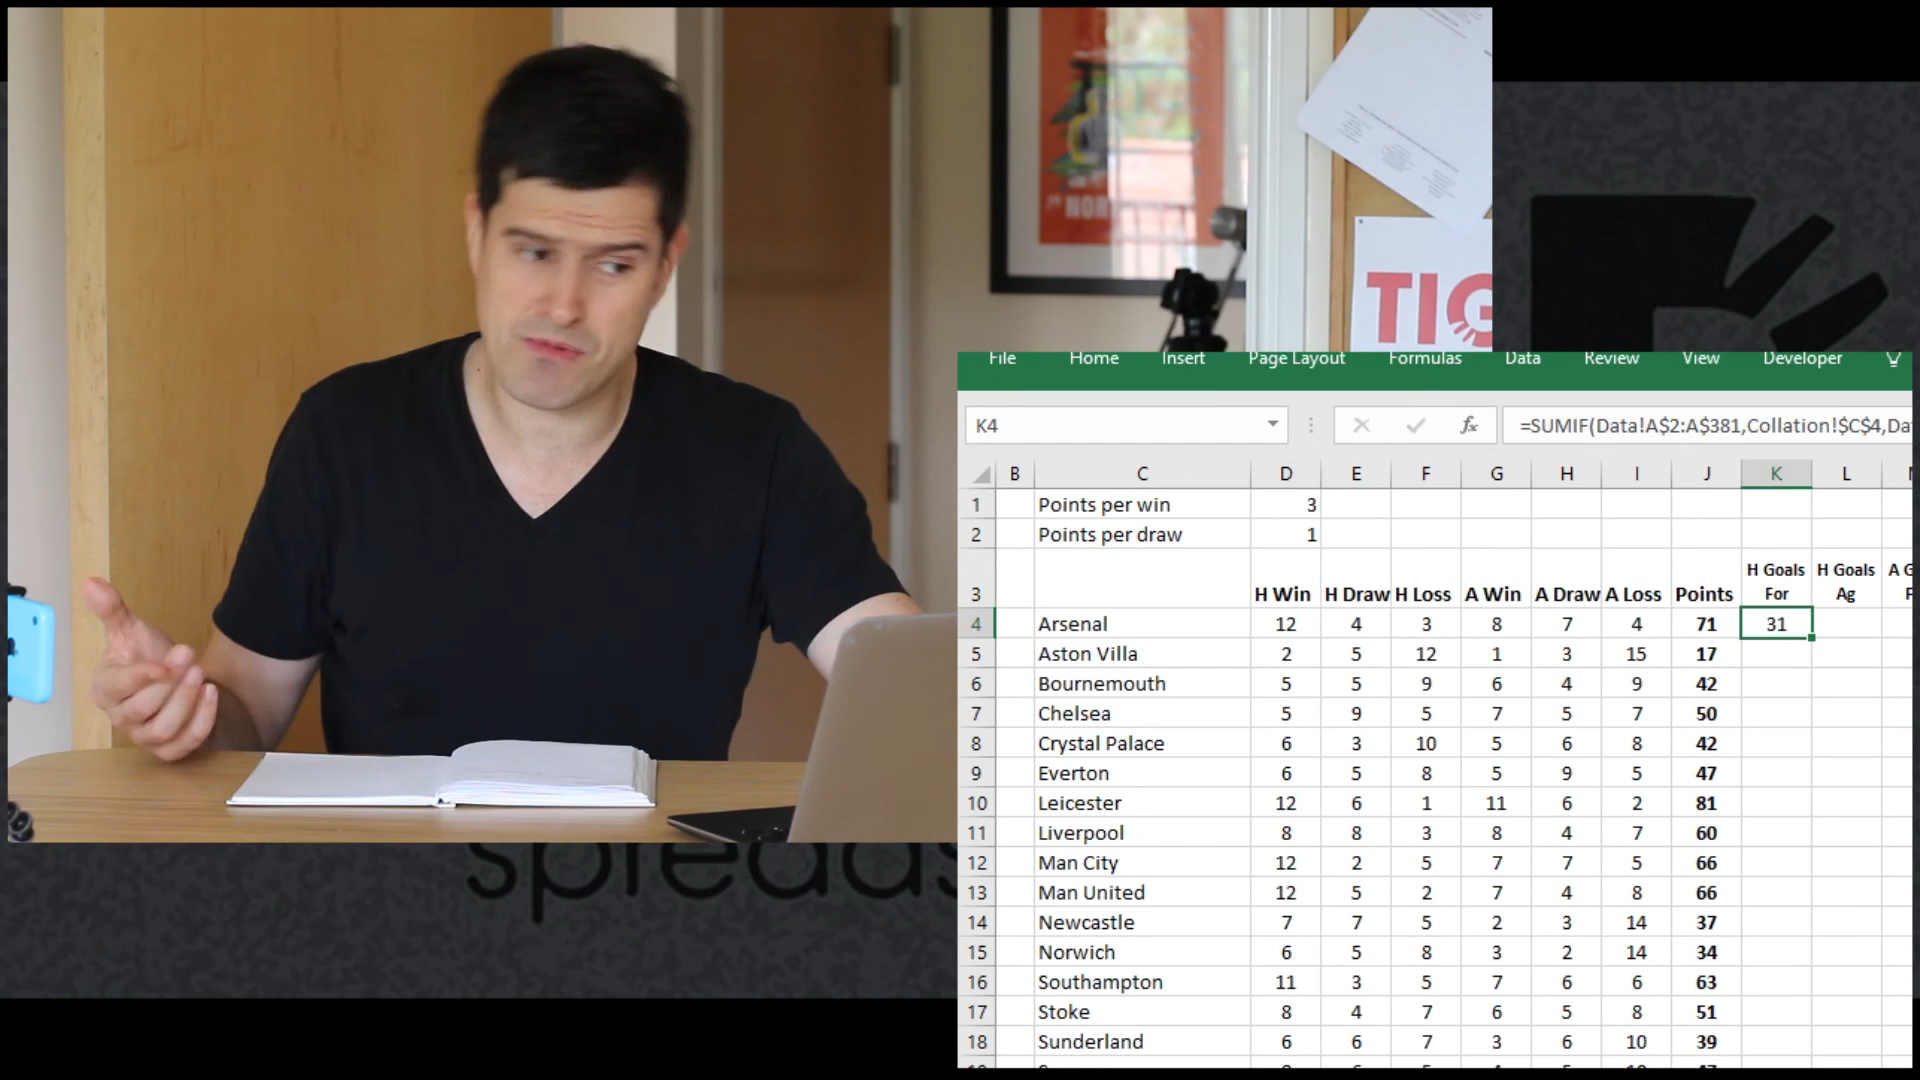 NOR
TIG
File Home Insert Page Layout Formulas Data Review View Developer
K4 fx =SUMIF(Data!A$2:A$381,Collation!$C$4,Da
B C D E F G H I J K L
1 Points per win 3
2 Points per draw 1
3 H Win H Draw H Loss A Win A Draw A Loss Points H Goals For H Goals Ag A G
4 Arsenal 12 4 3 8 7 4 71 31
5 Aston Villa 2 5 12 1 3 15 17
6 Bournemouth 5 5 9 6 4 9 42
7 Chelsea 5 9 5 7 5 7 50
8 Crystal Palace 6 3 10 5 6 8 42
9 Everton 6 5 8 5 9 5 47
10 Leicester 12 6 1 11 6 2 81
11 Liverpool 8 8 3 8 4 7 60
12 Man City 12 2 5 7 7 5 66
13 Man United 12 5 2 7 4 8 66
14 Newcastle 7 7 5 2 3 14 37
15 Norwich 6 5 8 3 2 14 34
16 Southampton 11 3 5 7 6 6 63
17 Stoke 8 4 7 6 5 8 51
18 Sunderland 6 6 7 3 6 10 39
spreads